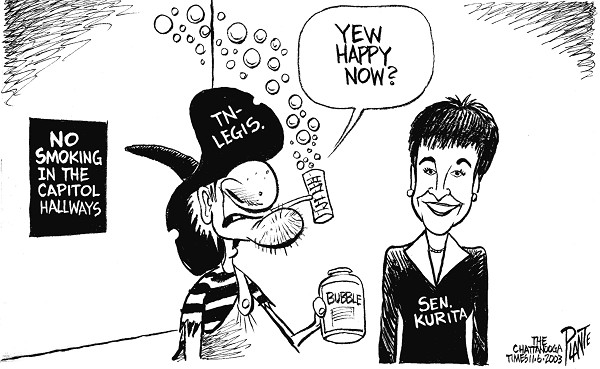 YEW
HAPPY
NOW?
TN-
LEGIS.
NO
SMOKING
IN THE
CAPITOL
HALLWAYS
BUBBLE
SEN.
KURITA
THE
CHATTANOOGA
TIMES 11.6.2003
PLANTE